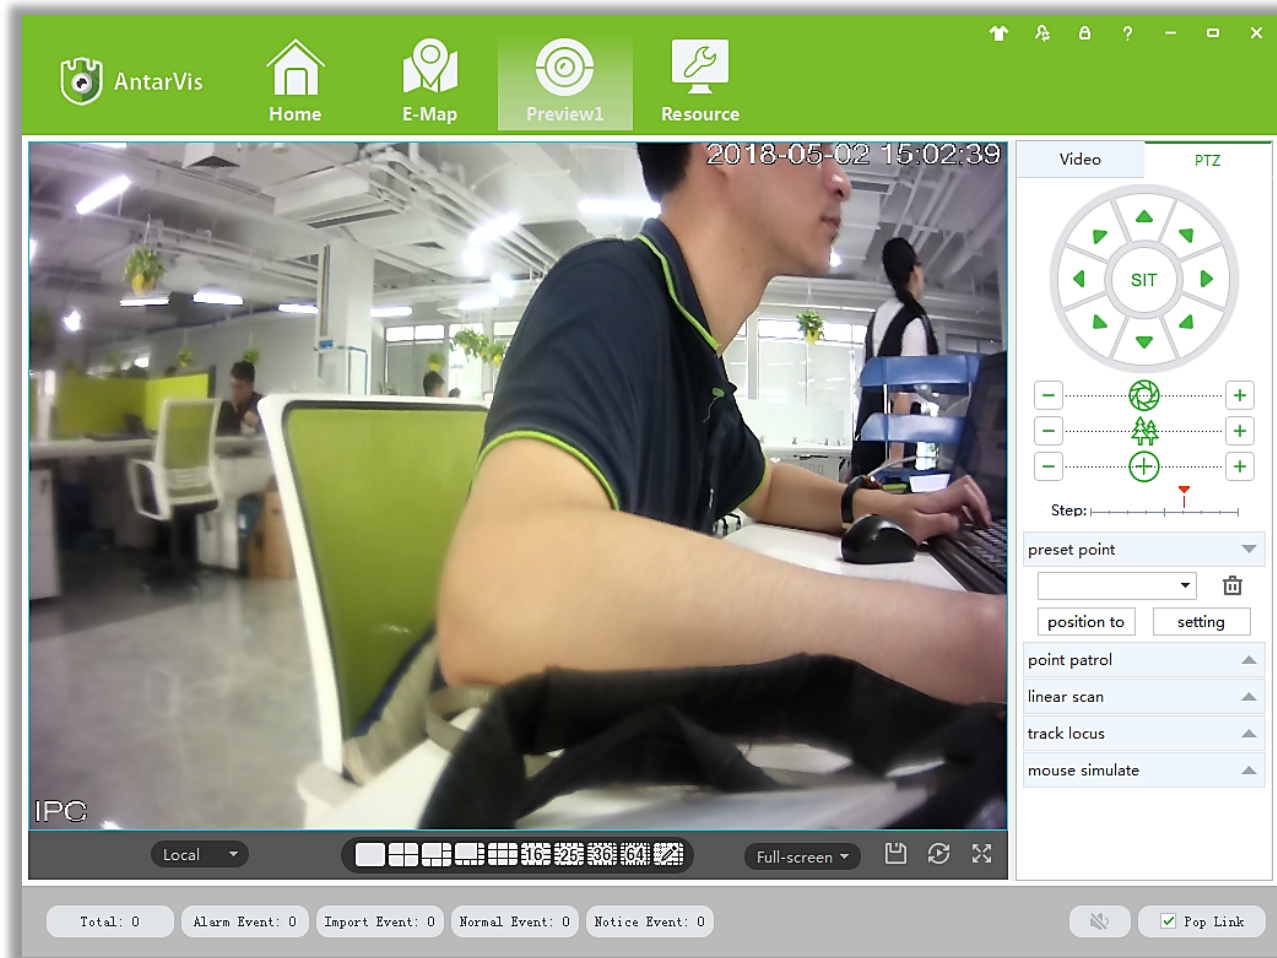 AntarVis
Home
E-Map
Preview1
Resource
2018-05-02 15:02:39
IPC
Video
PTZ
SIT
Step:
preset point
position to
setting
point patrol
linear scan
track locus
mouse simulate
Local
16
25
36
64
Full-screen
Total: 0
Alarm Event: 0
Import Event: 0
Normal Event: 0
Notice Event: 0
Pop Link